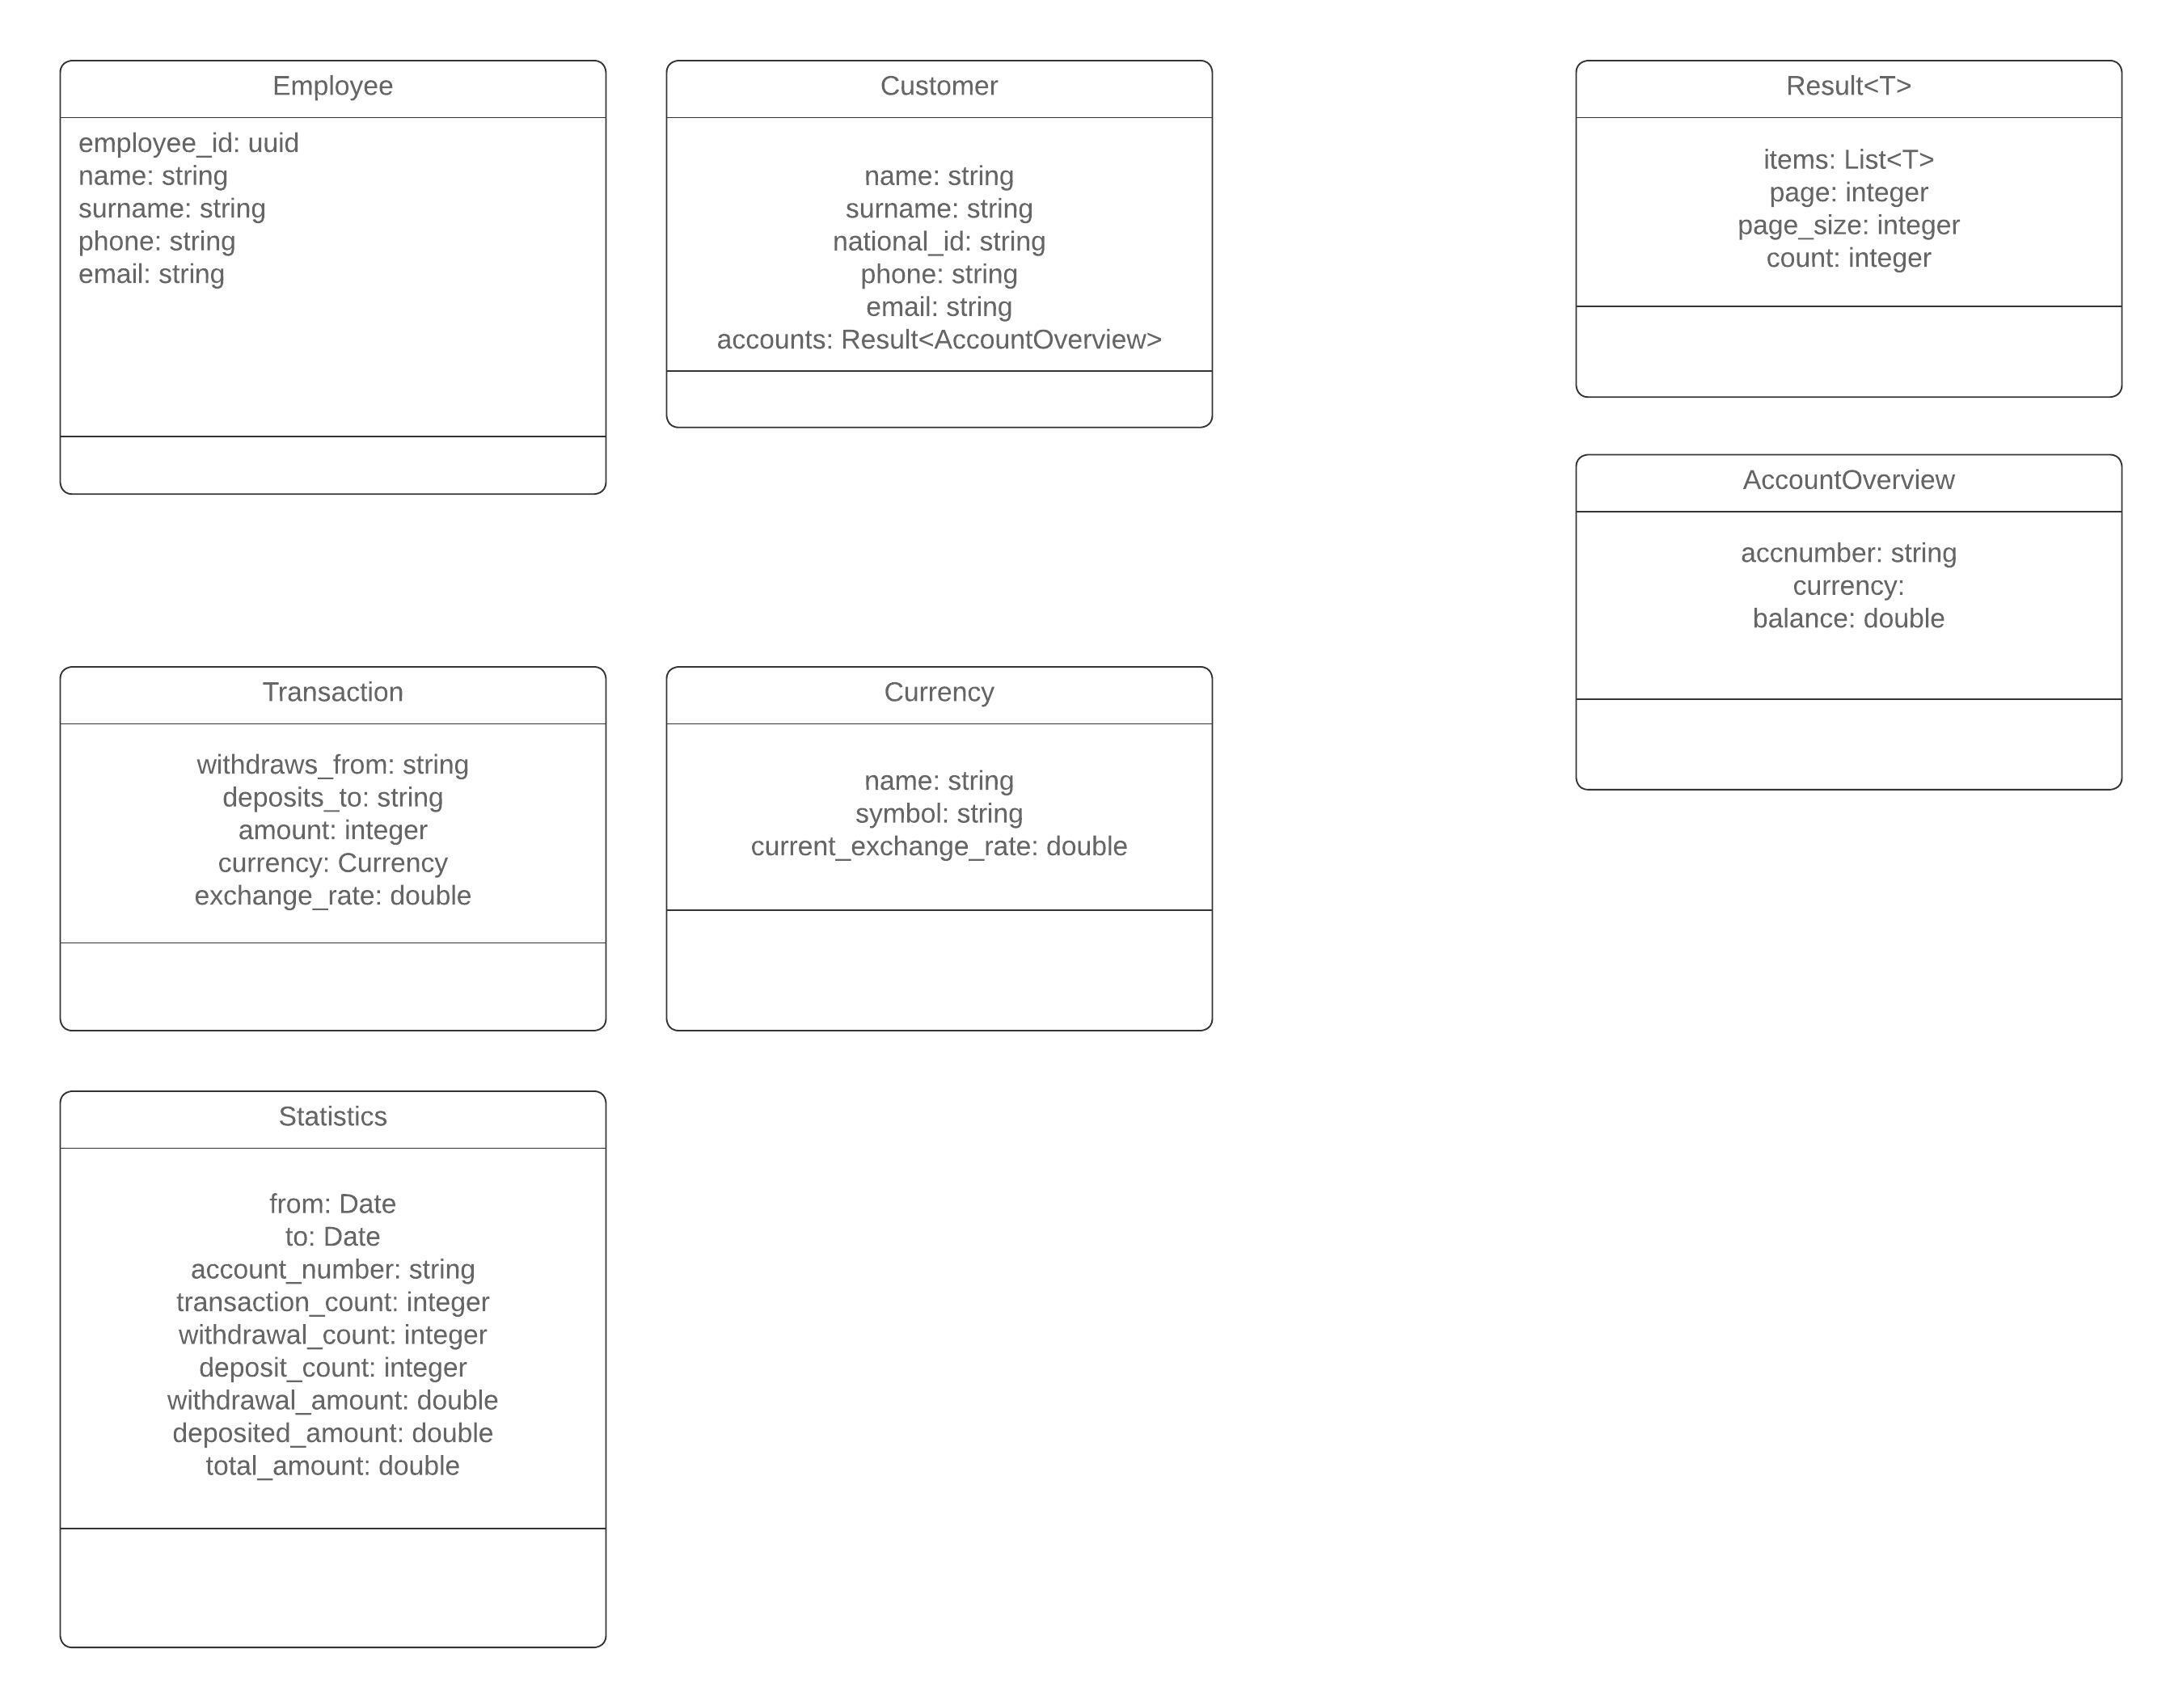 Employee
employee_id: uuid
name: string
surname: string
phone: string
email: string
Customer
name: string
surname: string
national_id: string
phone: string
email: string
accounts: Result<AccountOverview>
Result<T>
items: List<T>
page: integer
page_size: integer
count: integer
AccountOverview
accnumber: string
currency:
balance: double
Transaction
withdraws_from: string
deposits_to: string
amount: integer
currency: Currency
exchange_rate: double
Currency
name: string
symbol: string
current_exchange_rate: double
Statistics
from: Date
to: Date
account_number: string
transaction_count: integer
withdrawal_count: integer
deposit_count: integer
withdrawal_amount: double
deposited_amount: double
total_amount: double